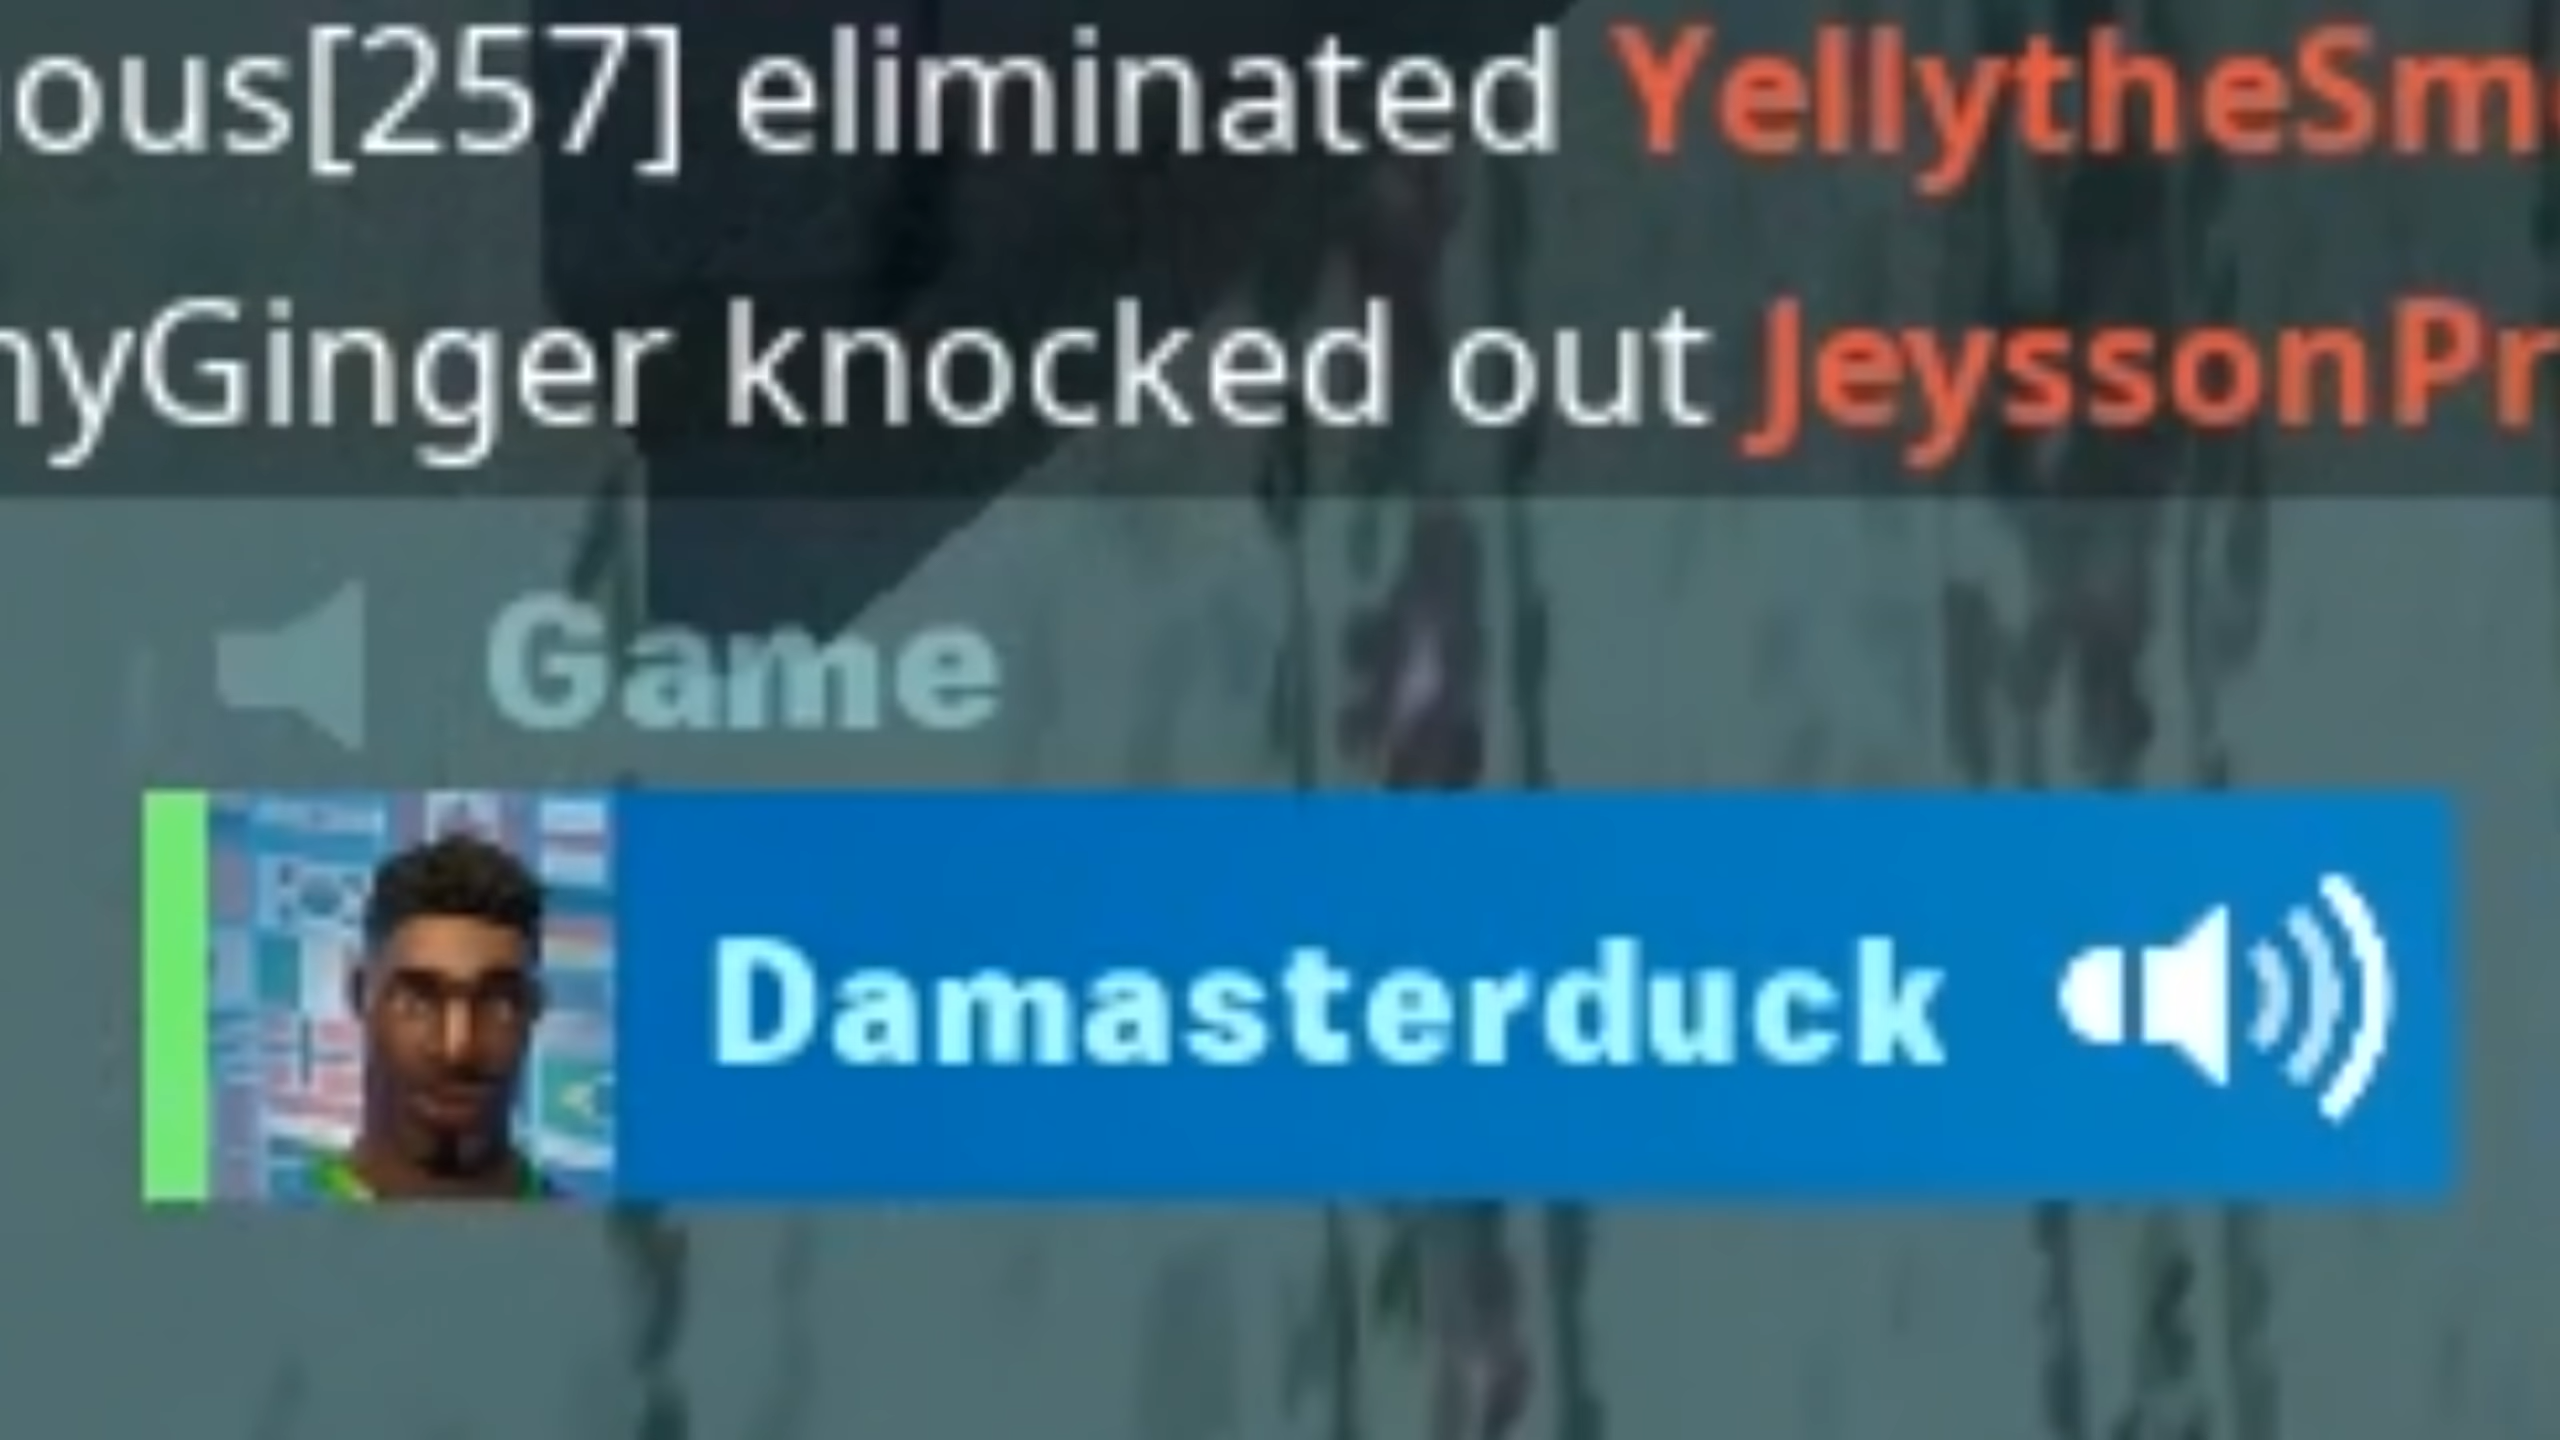 ous[257] eliminated YellytheSm
nyGinger knocked out JeyssonPr
Game
Damasterduck